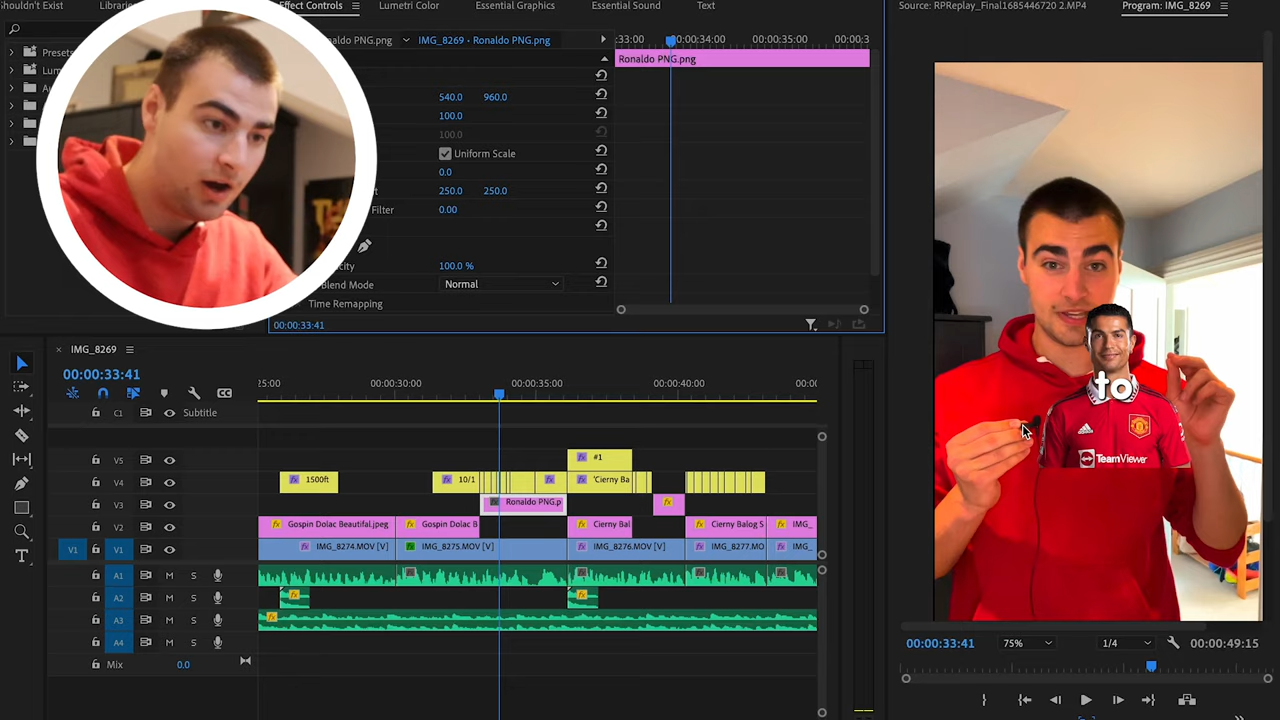 Shouldn't Exist
Librarie
Effect Controls
Lumetri Color
Essential Graphics
Essential Sound
Text
Source: RPReplay_Final1685446720 2.MP4
Program: IMG_8269
Presets
IMG_8269 - Ronaldo PNG.png
:33:00
00:00:34:00
00:00:35:00
00:00:3
Ronaldo PNG.png
540.0 960.0
100.0
100.0
Uniform Scale
0.0
250.0 250.0
Filter
0.00
100.0 %
Blend Mode
Normal
Time Remapping
00:00:33:41
IMG_8269
00:00:33:41
:25:00
00:00:30:00
00:00:35:00
00:00:40:00
C1 Subtitle
V5
#1
V4
1500ft
10/1
'Cierny Ba
V3
Ronaldo PNG.p
V2
Gospin Dolac Beautifal.jpeg
Gospin Dolac B
Cierny Bal
Cierny Balog S
IMG_
V1 V1
IMG_8274.MOV [V]
IMG_8275.MOV [V]
IMG_8276.MOV [V]
IMG_8277.MO
IMG_
A1 M S
A2 M S
A3 M S
A4 M S
Mix 0.0
to
TeamViewer
00:00:33:41
75%
1/4
00:00:49:15